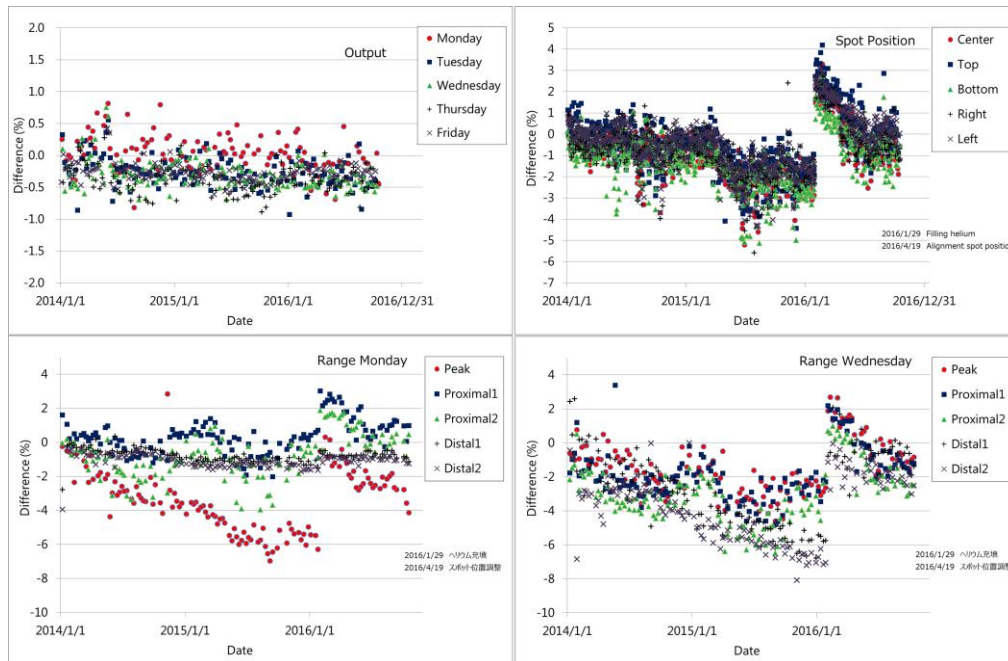 Output
Monday
Tuesday
Wednesday
Thursday
Friday
2.0
1.5
1.0
0.5
0.0
-0.5
-1.0
-1.5
-2.0
Difference (%)
2014/1/1
2015/1/1
2016/1/1
2016/12/31
Date
Spot Position
Center
Top
Bottom
Right
Left
5
4
3
2
1
0
-1
-2
-3
-4
-5
-6
-7
Difference (%)
2016/1/29 Filling helium
2016/4/19 Alignment spot position
2014/1/1
2015/1/1
2016/1/1
2016/12/31
Date
Range Monday
Peak
Proximal1
Proximal2
Distal1
Distal2
4
2
0
-2
-4
-6
-8
-10
Difference (%)
2016/1/29 ヘリウム充填
2016/4/19 スポット位置調整
2014/1/1
2015/1/1
2016/1/1
Date
Range Wednesday
Peak
Proximal1
Proximal2
Distal1
Distal2
4
2
0
-2
-4
-6
-8
-10
Difference (%)
2016/1/29 ヘリウム充填
2016/4/19 スポット位置調整
2014/1/1
2015/1/1
2016/1/1
Date